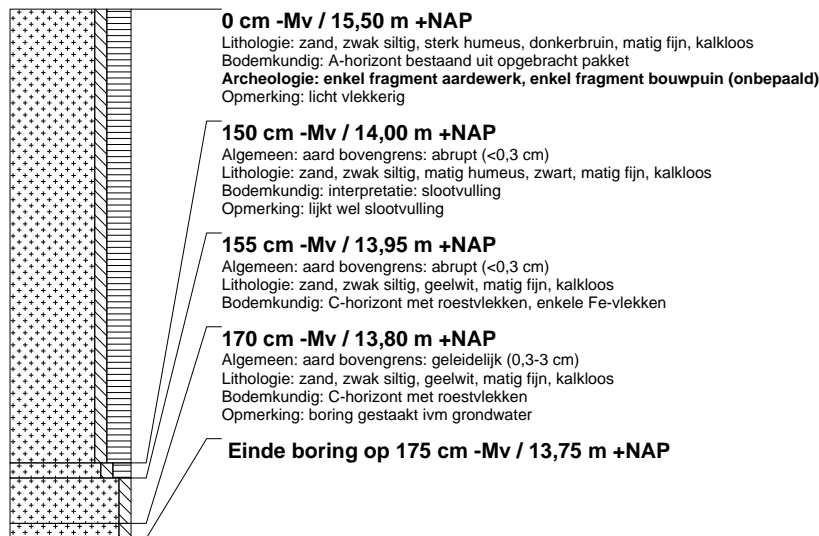 0 cm -Mv / 15,50 m +NAP
Lithologie: zand, zwak siltig, sterk humeus, donkerbruin, matig fijn, kalkloos
Bodemkundig: A-horizont bestaand uit opgebracht pakket
Archeologie: enkel fragment aardewerk, enkel fragment bouwpuin (onbepaald)
Opmerking: licht vlekkerig
150 cm -Mv / 14,00 m +NAP
Algemeen: aard bovengrens: abrupt (<0,3 cm)
Lithologie: zand, zwak siltig, matig humeus, zwart, matig fijn, kalkloos
Bodemkundig: interpretatie: slootvulling
Opmerking: lijkt wel slootvulling
155 cm -Mv / 13,95 m +NAP
Algemeen: aard bovengrens: abrupt (<0,3 cm)
Lithologie: zand, zwak siltig, geelwit, matig fijn, kalkloos
Bodemkundig: C-horizont met roestvlekken, enkele Fe-vlekken
170 cm -Mv / 13,80 m +NAP
Algemeen: aard bovengrens: geleidelijk (0,3-3 cm)
Lithologie: zand, zwak siltig, geelwit, matig fijn, kalkloos
Bodemkundig: C-horizont met roestvlekken
Opmerking: boring gestaakt ivm grondwater
Einde boring op 175 cm -Mv / 13,75 m +NAP